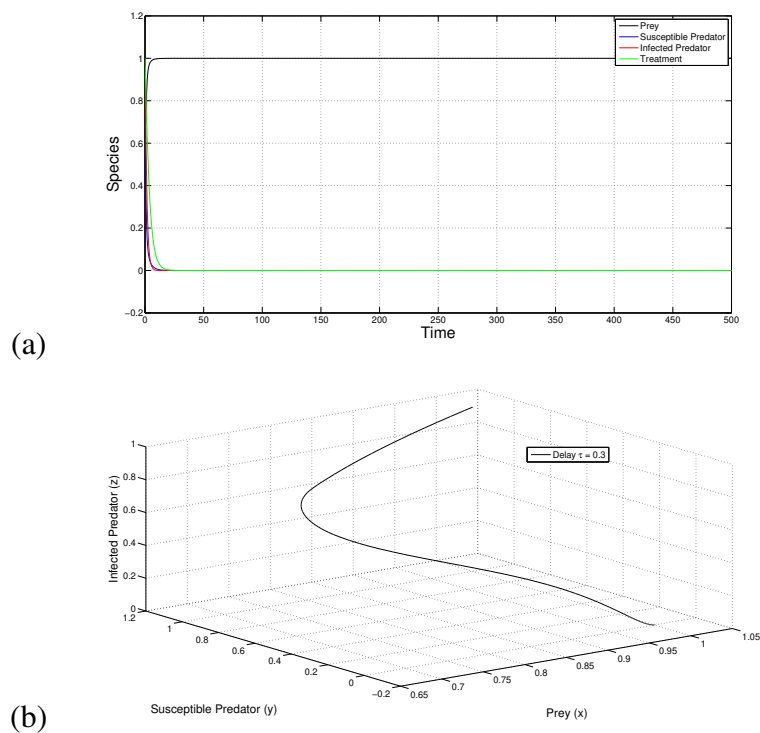 1.2
1
0.8
0.6
0.4
0.2
0
−0.2
Species
Prey
Susceptible Predator
Infected Predator
Treatment
0 50 100 150 200 250 300 350 400 450 500
Time
(a)
1
0.8
0.6
0.4
0.2
0
Infected Predator (z)
Delay τ = 0.3
1.2
1
0.8
0.6
0.4
0.2
0
−0.2
Susceptible Predator (y)
0.65 0.7 0.75 0.8 0.85 0.9 0.95 1 1.05
Prey (x)
(b)